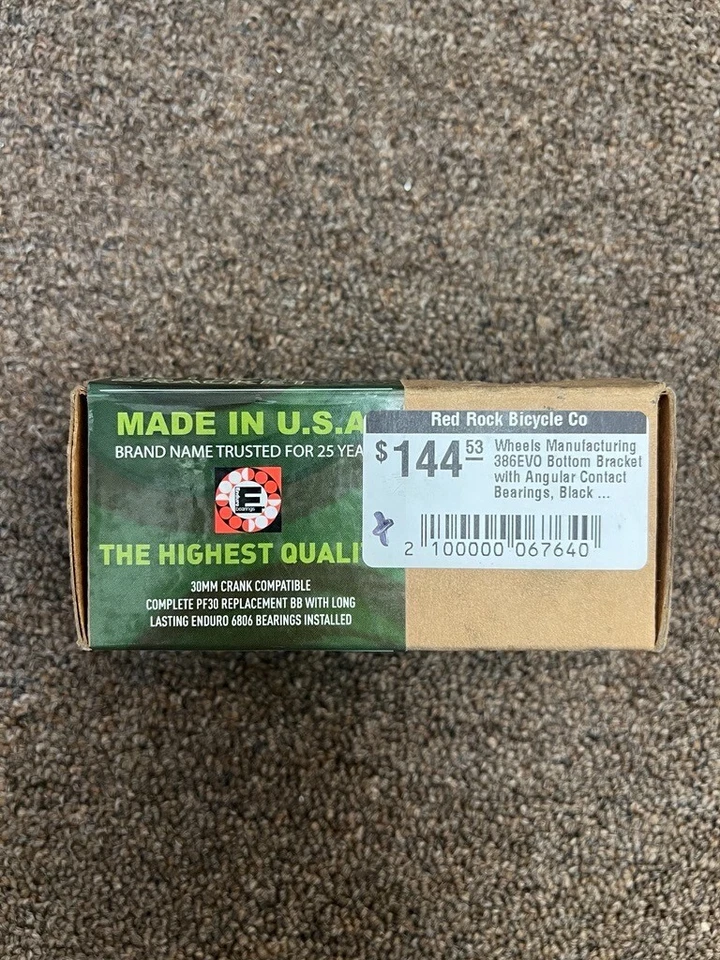 MADE IN U.S.A
BRAND NAME TRUSTED FOR 25 YEA
E
Enduro
bearings
THE HIGHEST QUALI
30MM CRANK COMPATIBLE
COMPLETE PF30 REPLACEMENT BB WITH LONG
LASTING ENDURO 6806 BEARINGS INSTALLED
Red Rock Bicycle Co
$144 53
Wheels Manufacturing
386EVO Bottom Bracket
with Angular Contact
Bearings, Black ...
2 100000 067640